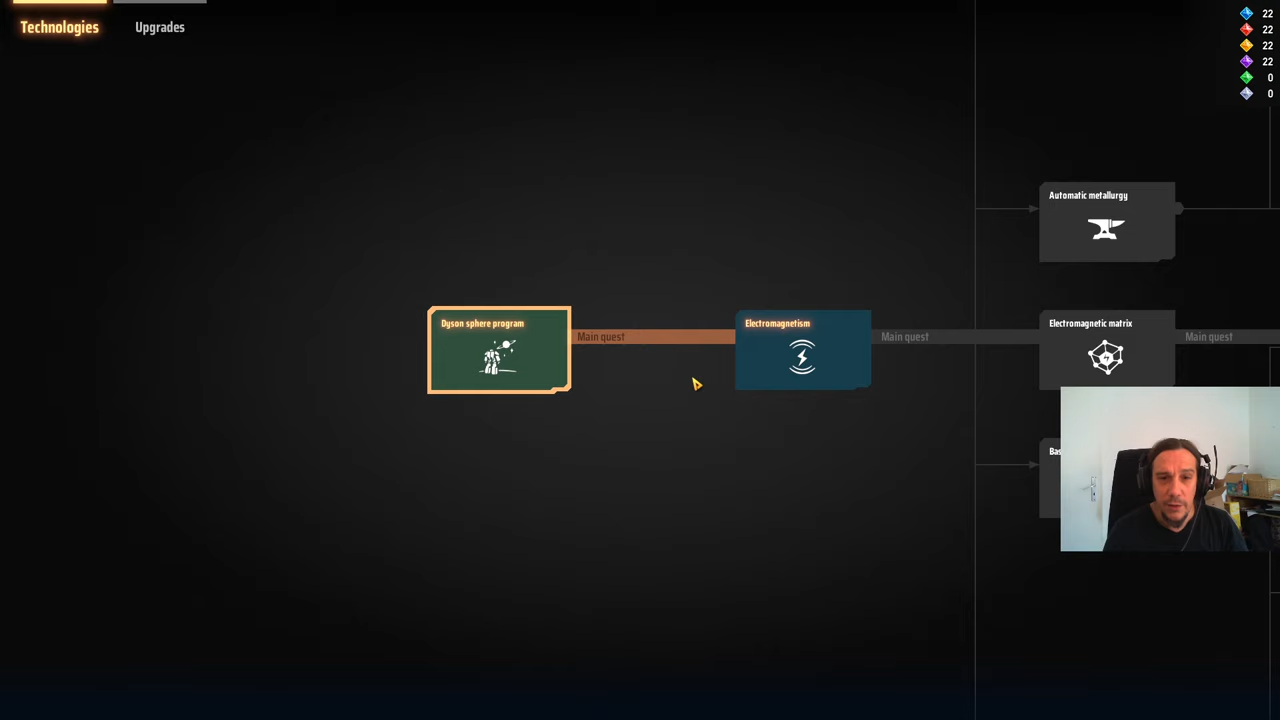 Technologies
Upgrades
22
22
22
22
0
0
Automatic metallurgy
Dyson sphere program
Main quest
Electromagnetism
Main quest
Electromagnetic matrix
Main quest